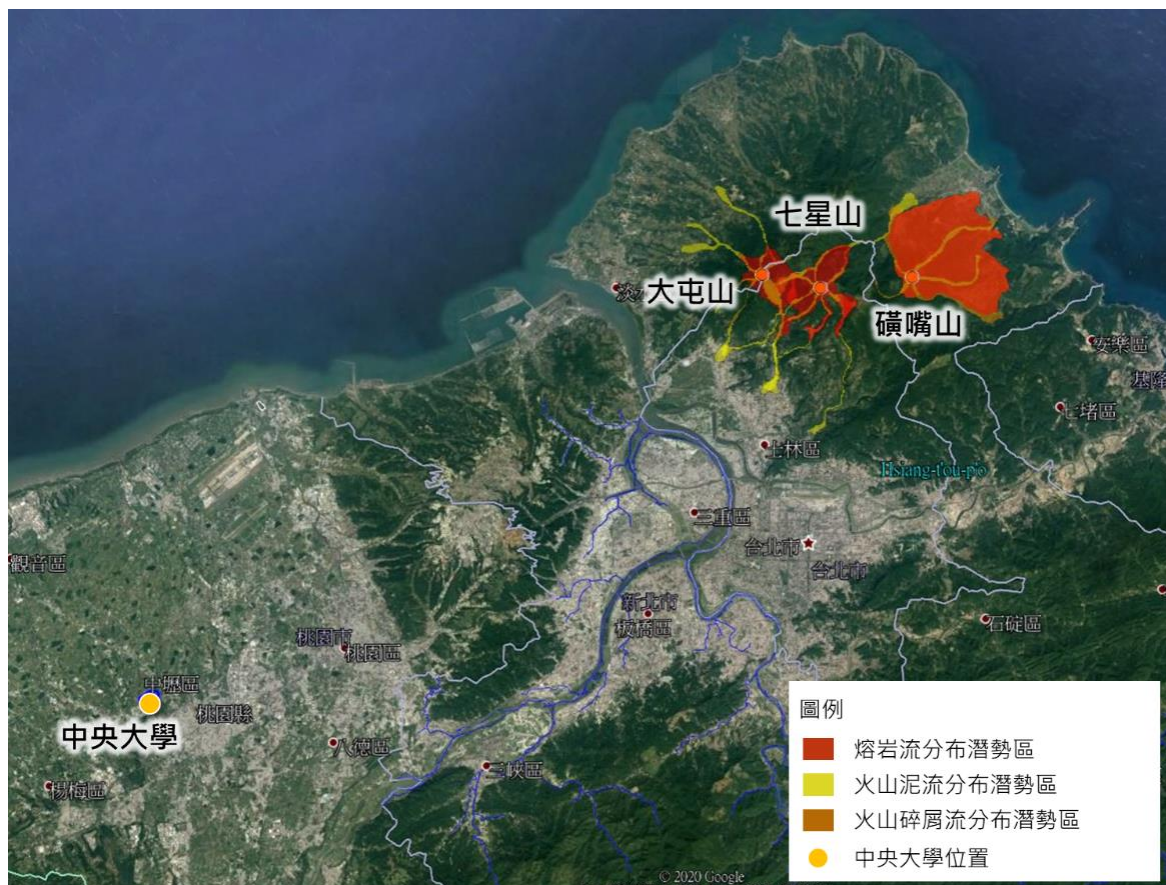 七星山
大屯山
磺嘴山
安樂區
七堵區
士林區
Hsiang-t'ou-p'o
三重區
台北市
台北市
觀音區
新北市
板橋區
石碇區
桃園市
桃園區
中壢區
桃園縣
中央大學
八德區
三峽區
楊梅區
圖例
熔岩流分布潛勢區
火山泥流分布潛勢區
火山碎屑流分布潛勢區
中央大學位置
© 2020 Google